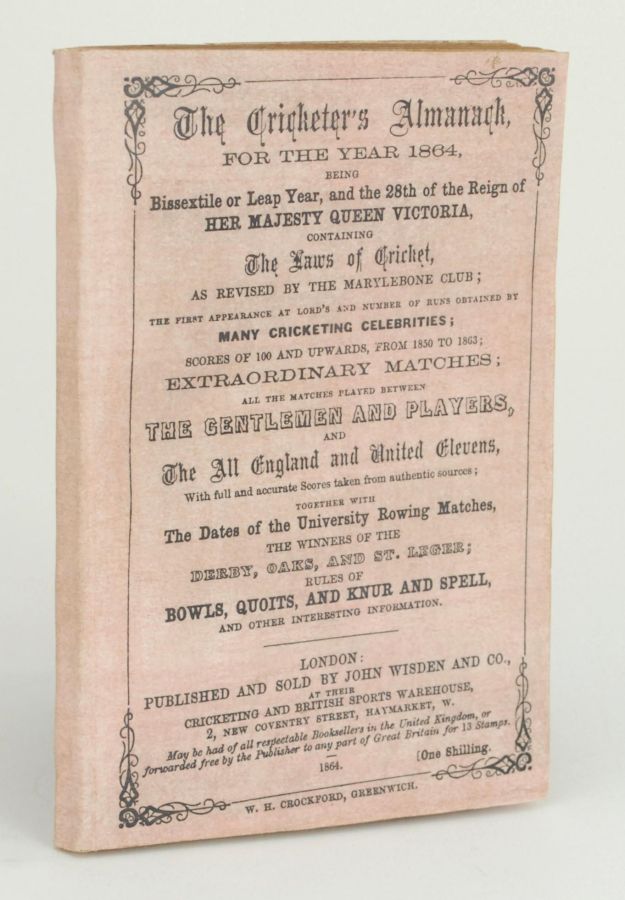 The Cricketer's Almanack,
FOR THE YEAR 1864,
BEING
Bissextile or Leap Year, and the 28th of the Reign of
HER MAJESTY QUEEN VICTORIA,
CONTAINING
The Laws of Cricket,
AS REVISED BY THE MARYLEBONE CLUB;
THE FIRST APPEARANCE AT LORD'S AND NUMBER OF RUNS OBTAINED BY
MANY CRICKETING CELEBRITIES;
SCORES OF 100 AND UPWARDS, FROM 1850 TO 1863;
EXTRAORDINARY MATCHES;
ALL THE MATCHES PLAYED BETWEEN
THE GENTLEMEN AND PLAYERS,
AND
The All England and United Elevens,
With full and accurate Scores taken from authentic sources;
TOGETHER WITH
The Dates of the University Rowing Matches,
THE WINNERS OF THE
DERBY, OAKS, AND ST. LEGER;
RULES OF
BOWLS, QUOITS, AND KNUR AND SPELL,
AND OTHER INTERESTING INFORMATION.
LONDON:
PUBLISHED AND SOLD BY JOHN WISDEN AND CO.,
AT THEIR
CRICKETING AND BRITISH SPORTS WAREHOUSE,
2, NEW COVENTRY STREET, HAYMARKET, W.
May be had of all respectable Booksellers in the United Kingdom, or
forwarded free by the Publisher to any part of Great Britain for 13 Stamps.
1864. [One Shilling.
W. H. CROCKFORD, GREENWICH.